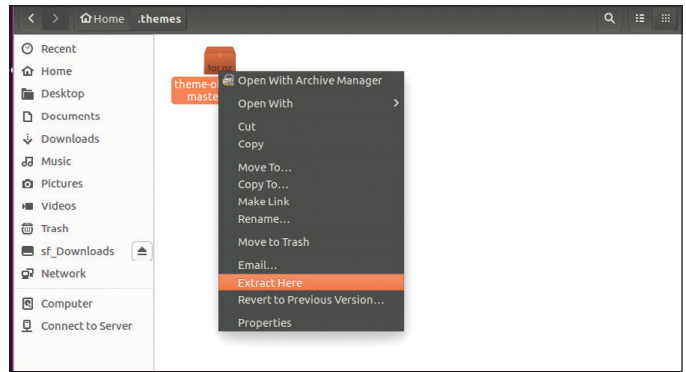 Home .themes
Recent
Home
Desktop
Documents
Downloads
Music
Pictures
Videos
Trash
sf_Downloads
Network
Computer
Connect to Server
tar.gz
theme-o
maste
Open With Archive Manager
Open With
Cut
Copy
Move To...
Copy To...
Make Link
Rename...
Move to Trash
Email...
Extract Here
Revert to Previous Version...
Properties